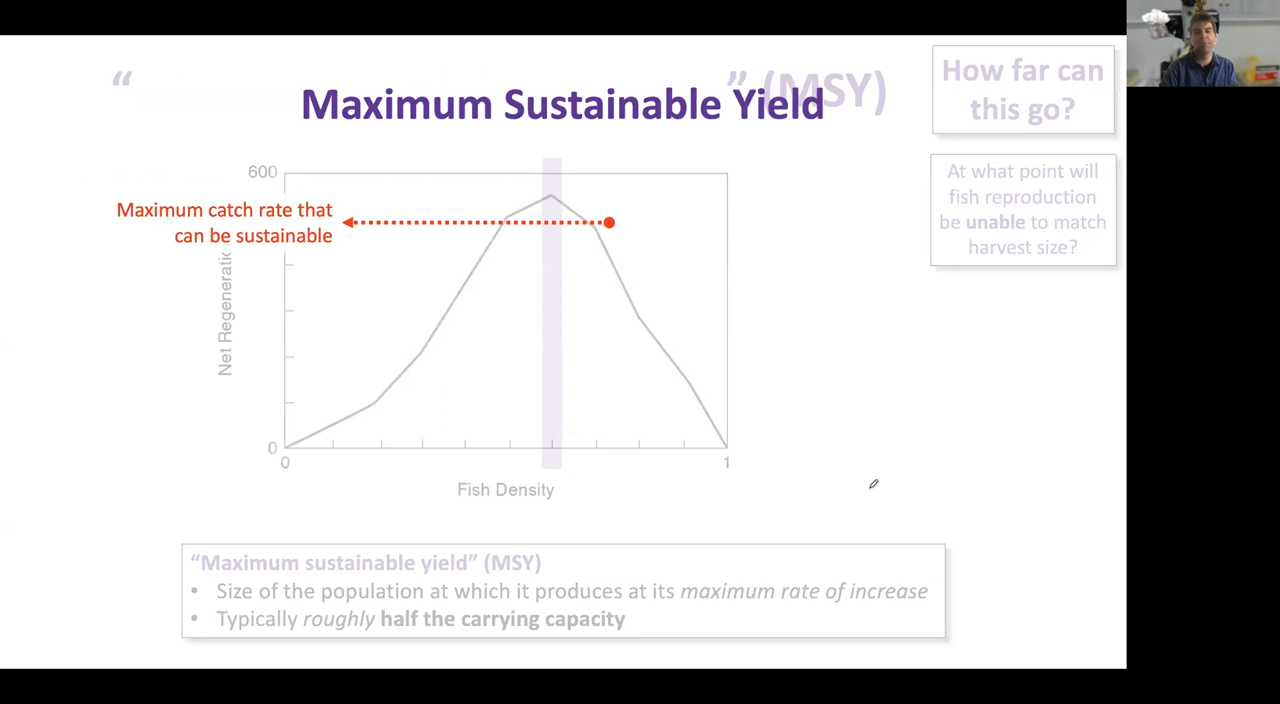 “ ” (MSY)
Maximum Sustainable Yield
How far can
this go?
At what point will
fish reproduction
be unable to match
harvest size?
600
Maximum catch rate that
can be sustainable
Net
0
0
1
Fish Density
“Maximum sustainable yield” (MSY)
• Size of the population at which it produces at its maximum rate of increase
• Typically roughly half the carrying capacity